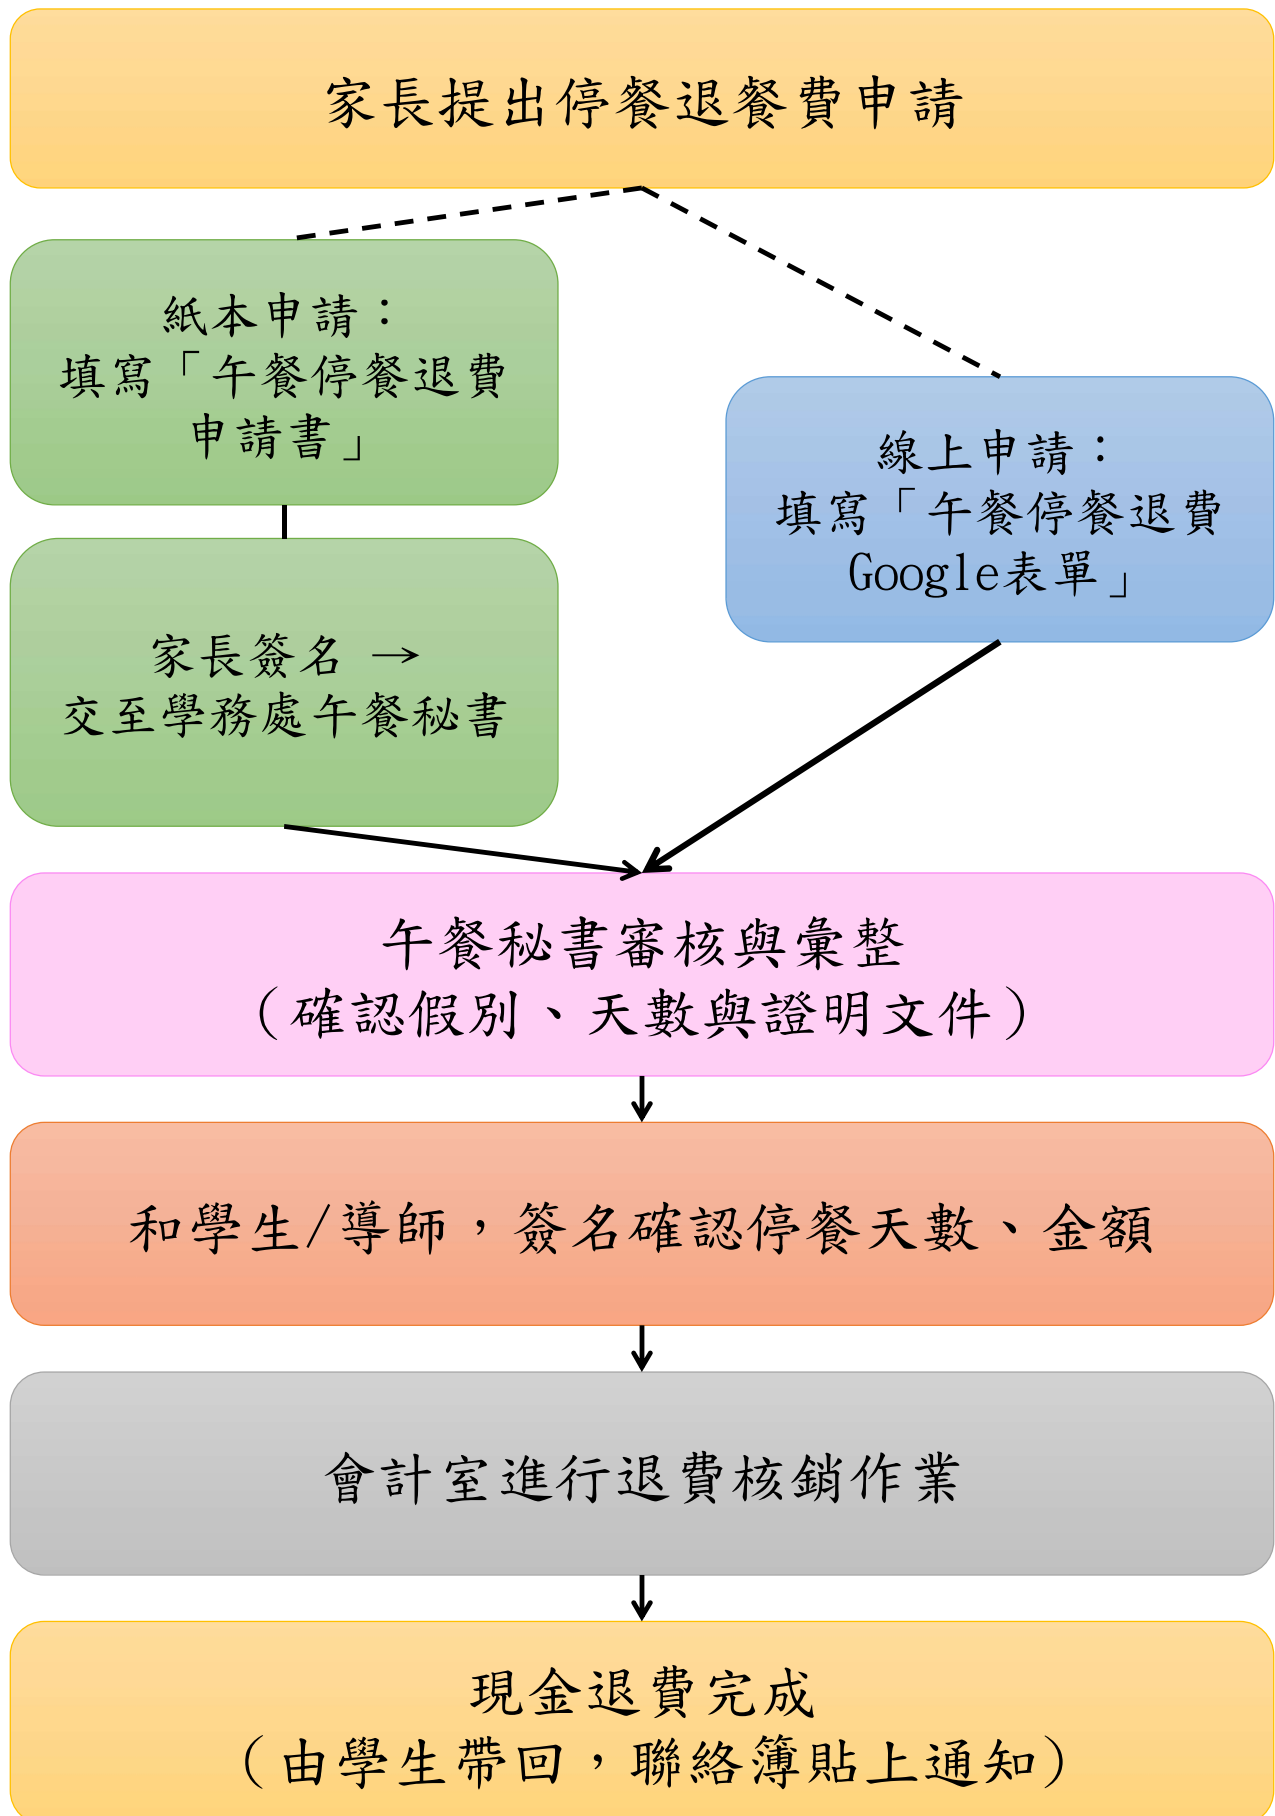 家長提出停餐退餐費申請
紙本申請：
填寫「午餐停餐退費
申請書」
線上申請：
填寫「午餐停餐退費
Google表單」
家長簽名 →
交至學務處午餐秘書
午餐秘書審核與彙整
（確認假別、天數與證明文件）
和學生/導師，簽名確認停餐天數、金額
會計室進行退費核銷作業
現金退費完成
（由學生帶回，聯絡簿貼上通知）